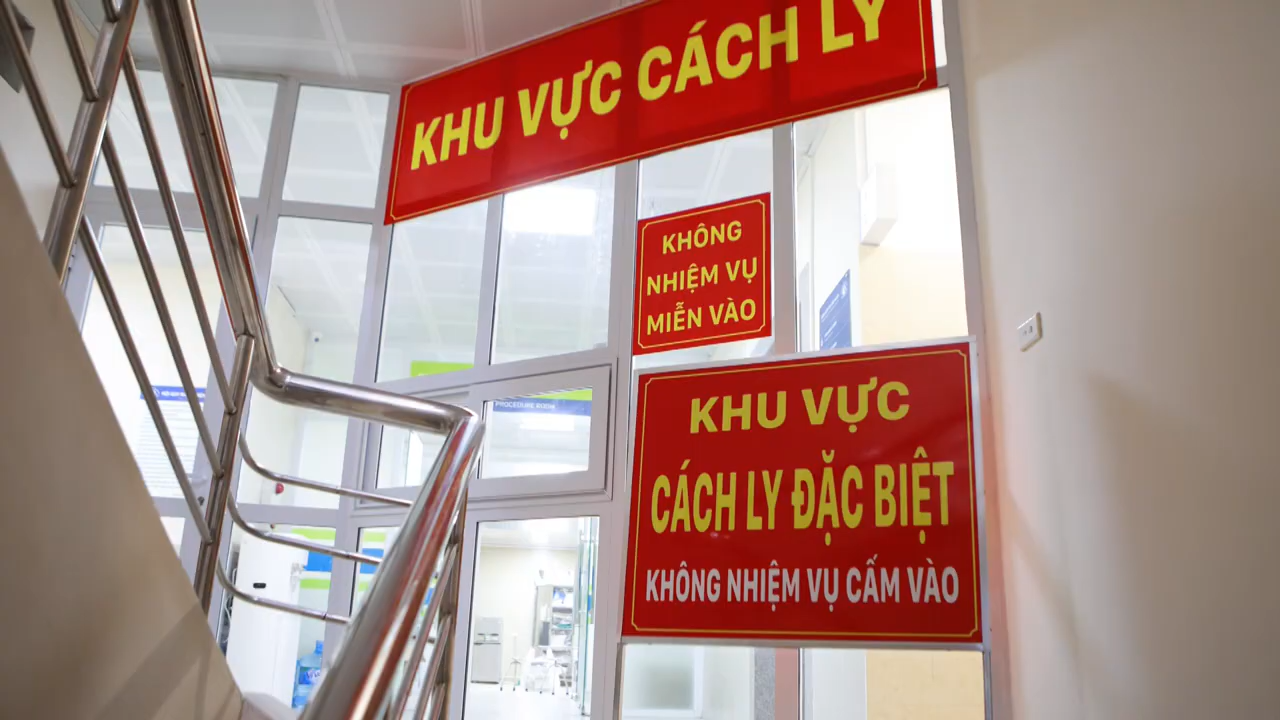 KHU VỰC CÁCH LY
KHÔNG
NHIỆM VỤ
MIỄN VÀO
PROCEDURE ROOM
KHU VỰC
CÁCH LY ĐẶC BIỆT
KHÔNG NHIỆM VỤ CẤM VÀO